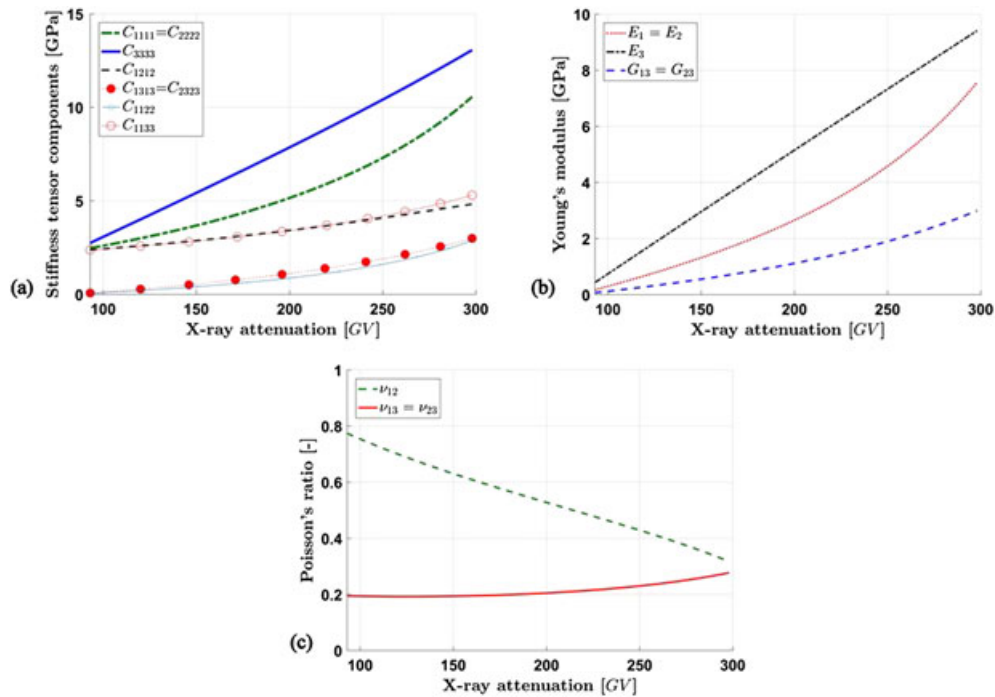 15
10
5
0
Stiffness tensor components [GPa]
C1111=C2222
C3333
C1212
C1313=C2323
C1122
C1133
100 150 200 250 300
X-ray attenuation [GV]
(a)
10
8
6
4
2
0
Young's modulus [GPa]
E1 = E2
E3
G13 = G23
100 150 200 250 300
X-ray attenuation [GV]
(b)
1
0.8
0.6
0.4
0.2
0
Poisson's ratio [-]
ν12
ν13 = ν23
100 150 200 250 300
X-ray attenuation [GV]
(c)